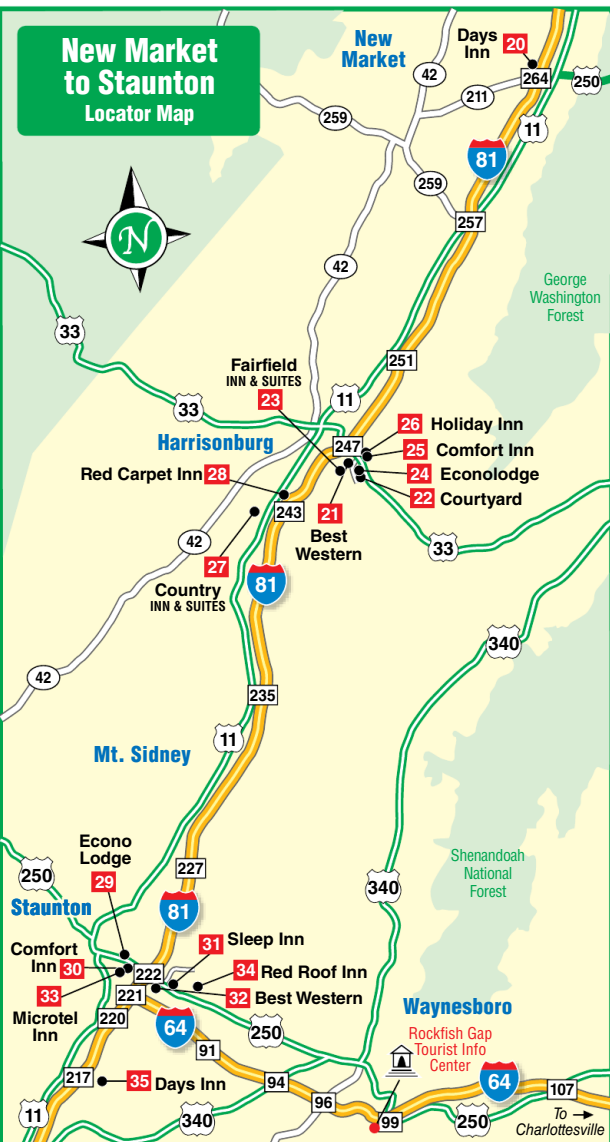 New Market
to Staunton
Locator Map
N
New
Market
Days
Inn
20
264
250
42
211
259
11
81
259
257
42
George
Washington
Forest
33
251
Fairfield
INN & SUITES
23
11
33
26 Holiday Inn
Harrisonburg
247
25 Comfort Inn
Red Carpet Inn 28
24 Econolodge
22 Courtyard
243
21
Best
Western
42
33
27
Country
INN & SUITES
81
340
42
235
11
Mt. Sidney
Econo
Lodge
29
227
250
Shenandoah
National
Forest
340
Staunton
81
31 Sleep Inn
Comfort
Inn 30
222
34 Red Roof Inn
33
221
32 Best Western
Microtel
Inn
220
64
250
Waynesboro
Rockfish Gap
Tourist Info
Center
91
217
35 Days Inn
94
64
107
96
11
340
99
250
To
Charlottesville